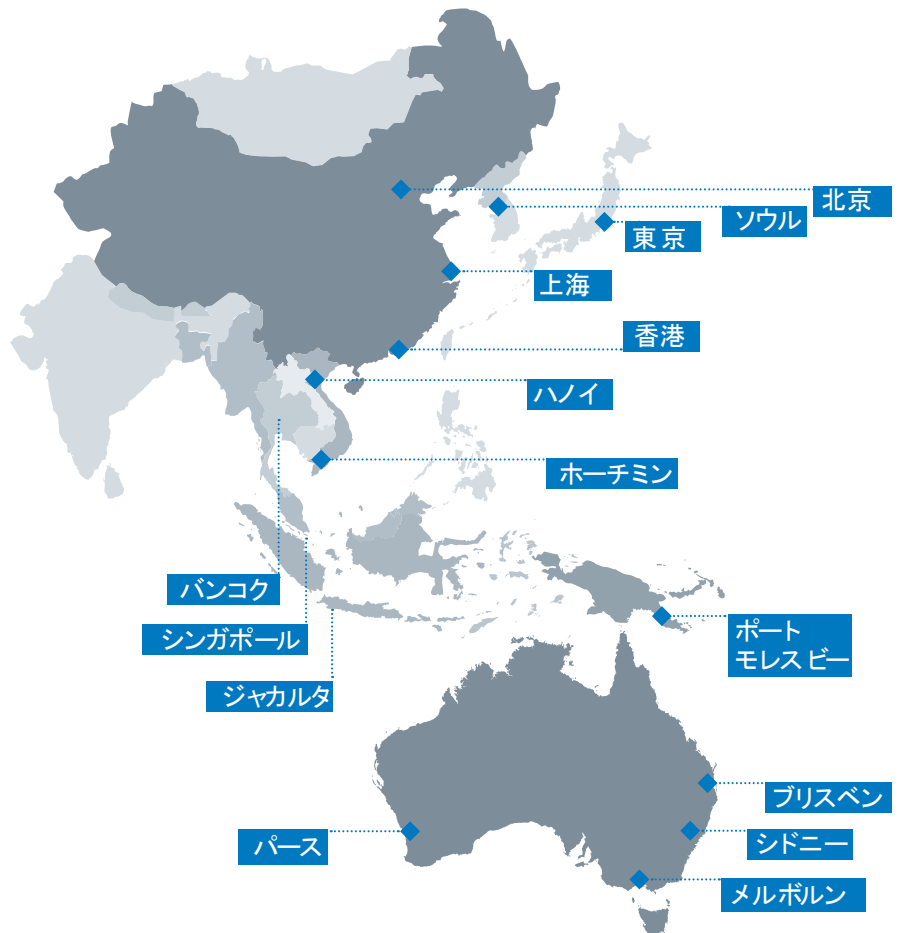 北京
ソウル
東京
上海
香港
ハノイ
ホーチミン
バンコク
シンガポール
ジャカルタ
ポート
モレスビー
ブリスベン
パース
シドニー
メルボルン